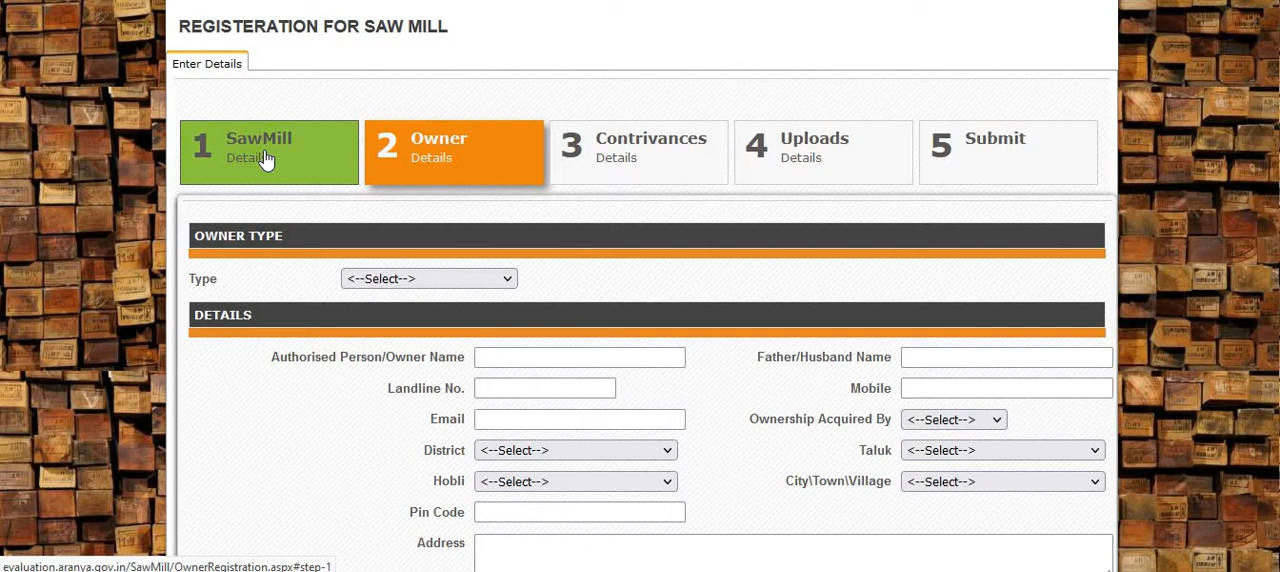 REGISTERATION FOR SAW MILL
Enter Details
1 SawMill Details
2 Owner Details
3 Contrivances Details
4 Uploads Details
5 Submit
OWNER TYPE
Type <--Select-->
DETAILS
Authorised Person/Owner Name Father/Husband Name
Landline No. Mobile
Email Ownership Acquired By <--Select-->
District <--Select--> Taluk <--Select-->
Hobli <--Select--> City\Town\Village <--Select-->
Pin Code
Address
evaluation.aranya.gov.in/SawMill/OwnerRegistration.aspx#step-1